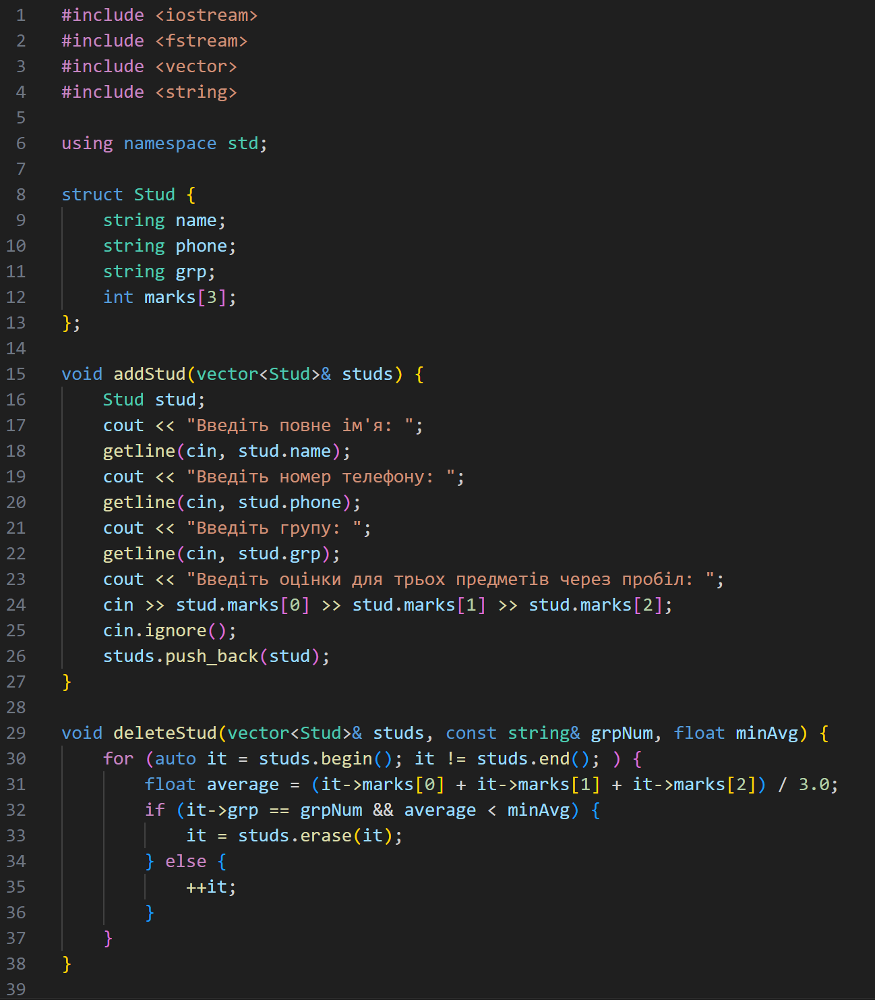 1 #include <iostream>
2 #include <fstream>
3 #include <vector>
4 #include <string>
5
6 using namespace std;
7
8 struct Stud {
9     string name;
10     string phone;
11     string grp;
12     int marks[3];
13 };
14
15 void addStud(vector<Stud>& studs) {
16     Stud stud;
17     cout << "Введіть повне ім'я: ";
18     getline(cin, stud.name);
19     cout << "Введіть номер телефону: ";
20     getline(cin, stud.phone);
21     cout << "Введіть групу: ";
22     getline(cin, stud.grp);
23     cout << "Введіть оцінки для трьох предметів через пробіл: ";
24     cin >> stud.marks[0] >> stud.marks[1] >> stud.marks[2];
25     cin.ignore();
26     studs.push_back(stud);
27 }
28
29 void deleteStud(vector<Stud>& studs, const string& grpNum, float minAvg) {
30     for (auto it = studs.begin(); it != studs.end(); ) {
31         float average = (it->marks[0] + it->marks[1] + it->marks[2]) / 3.0;
32         if (it->grp == grpNum && average < minAvg) {
33             it = studs.erase(it);
34         } else {
35             ++it;
36         }
37     }
38 }
39